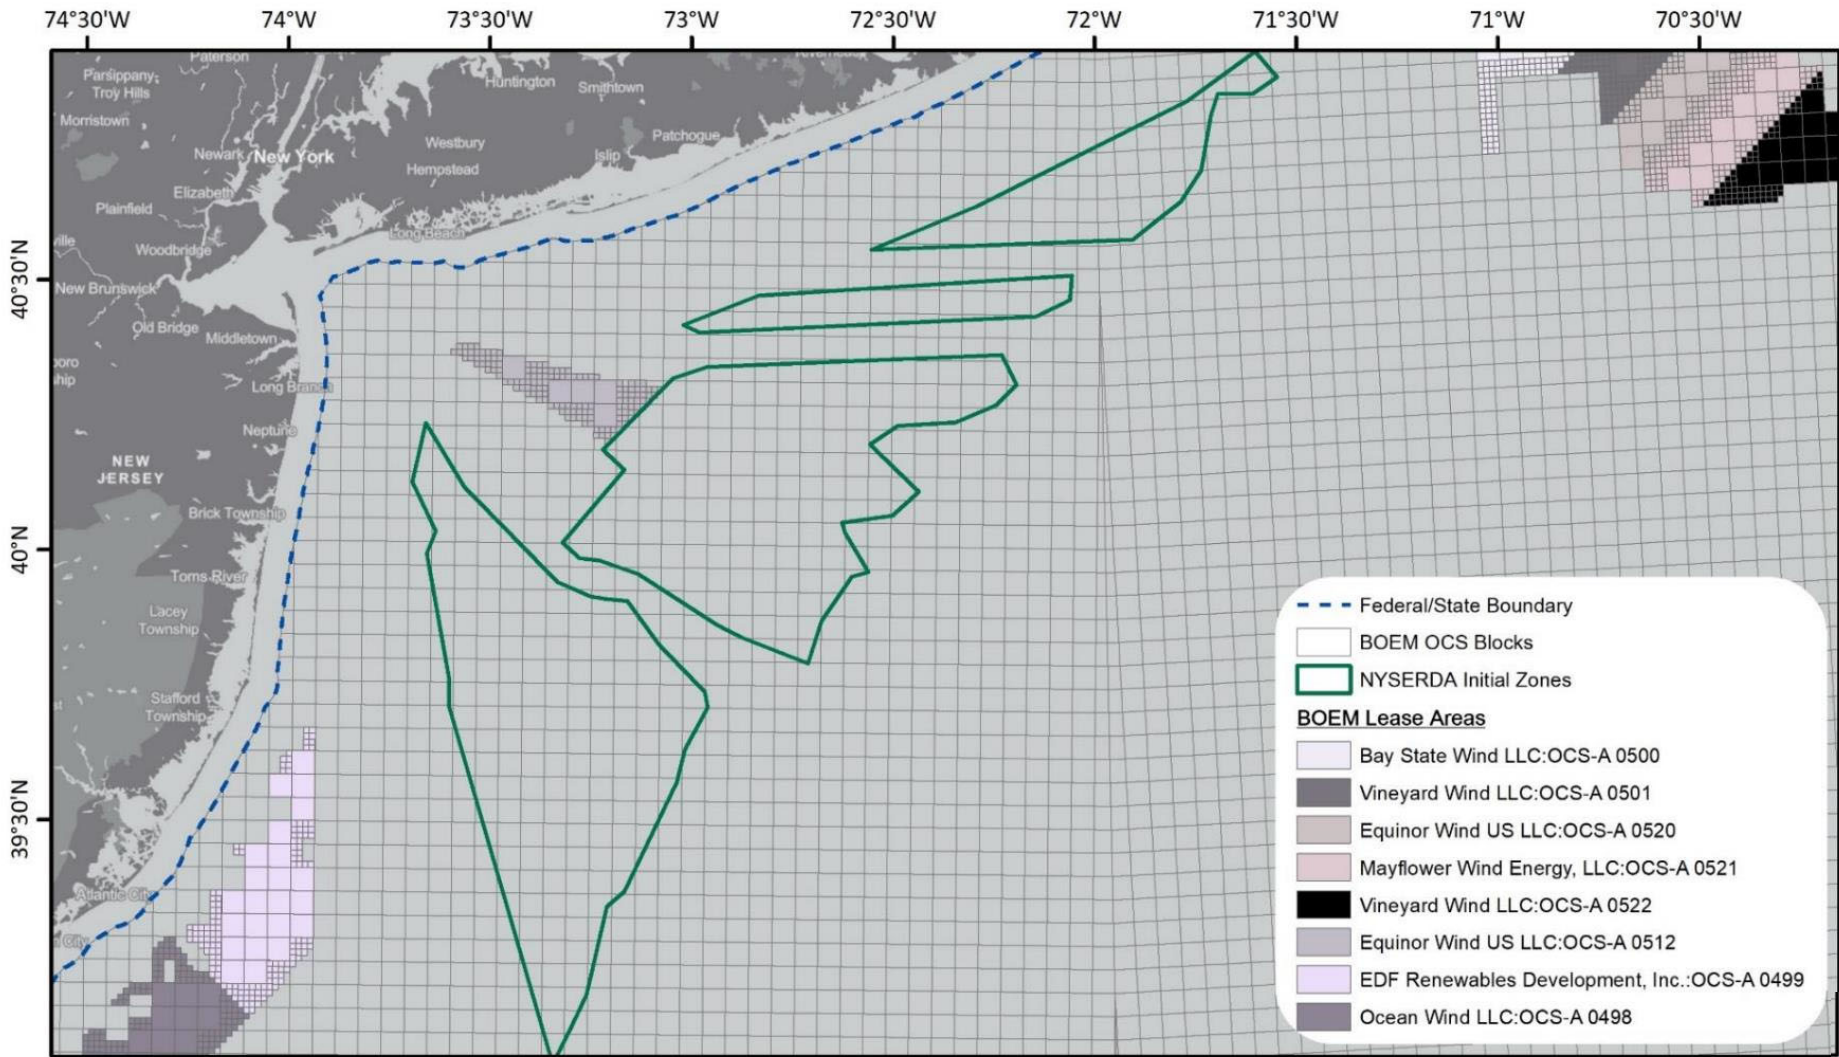 74°30'W 74°W 73°30'W 73°W 72°30'W 72°W 71°30'W 71°W 70°30'W
Paterson
Parsippany-
Troy Hills
Huntington
Smithtown
Morristown
Patchogue
Westbury
Newark
New York
Islip
Hempstead
Elizabeth
Plainfield
Long Beach
Woodbridge
40°30'N
New Brunswick
Old Bridge
Middletown
Long Branch
Neptune
NEW
JERSEY
Brick Township
40°N
Toms River
Lacey
Township
Stafford
Township
39°30'N
Atlantic City
Federal/State Boundary
BOEM OCS Blocks
NYSERDA Initial Zones
BOEM Lease Areas
Bay State Wind LLC:OCS-A 0500
Vineyard Wind LLC:OCS-A 0501
Equinor Wind US LLC:OCS-A 0520
Mayflower Wind Energy, LLC:OCS-A 0521
Vineyard Wind LLC:OCS-A 0522
Equinor Wind US LLC:OCS-A 0512
EDF Renewables Development, Inc.:OCS-A 0499
Ocean Wind LLC:OCS-A 0498